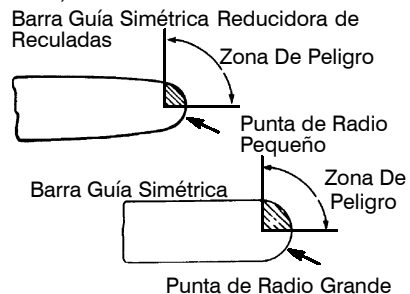 Barra Guía Simétrica Reducidora de
Reculadas
Zona De Peligro
Punta de Radio
Pequeño
Barra Guía Simétrica
Zona De
Peligro
Punta de Radio Grande